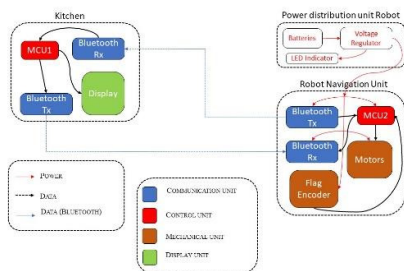 Kitchen
Bluetooth
Rx
MCU1
Display
Bluetooth
Tx
Power distribution unit Robot
Batteries
Voltage
Regulator
LED Indicator
Robot Navigation Unit
Bluetooth
Tx
MCU2
Bluetooth
Rx
Motors
Flag
Encoder
POWER
DATA
DATA (BLUETOOTH)
COMMUNICATION UNIT
CONTROL UNIT
MECHANICAL UNIT
DISPLAY UNIT